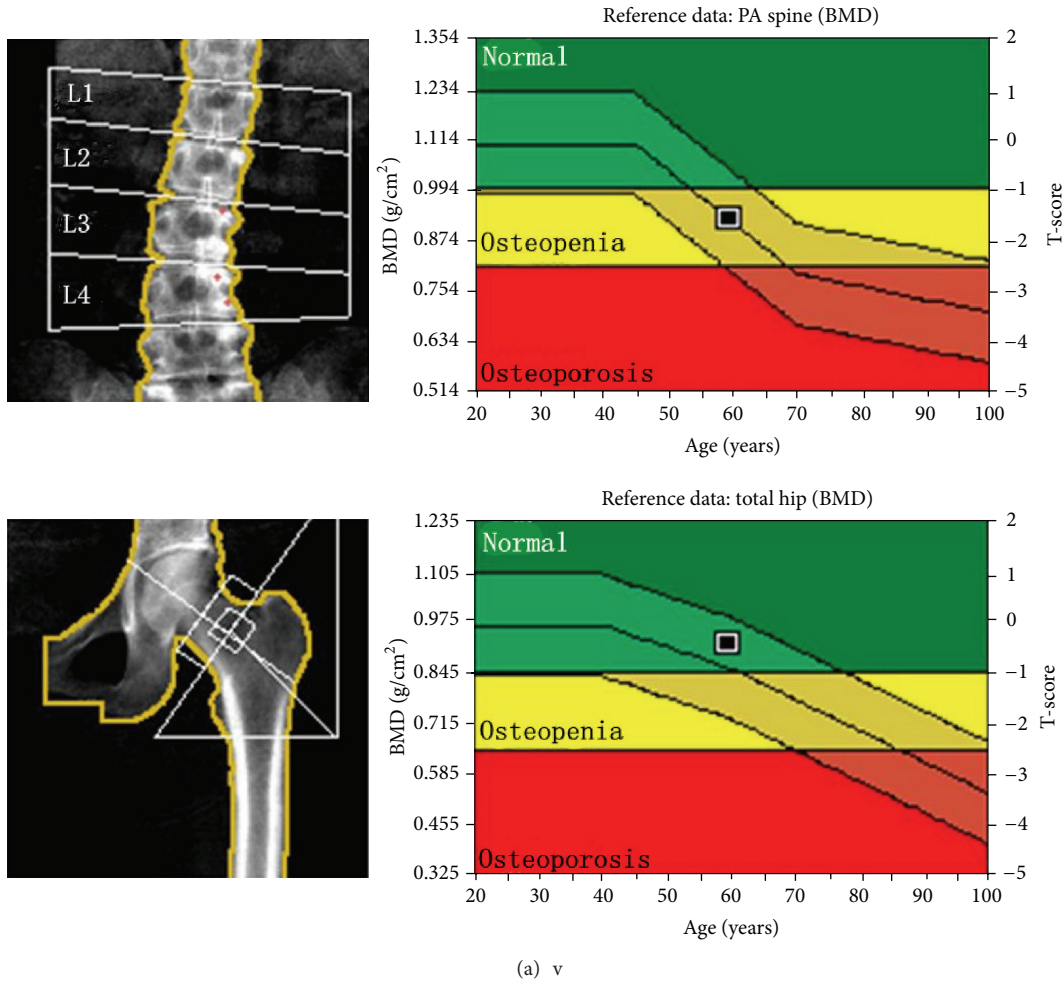 Reference data: PA spine (BMD)
L1
L2
L3
L4
BMD (g/cm²)
1.354
1.234
1.114
0.994
0.874
0.754
0.634
0.514
Normal
Osteopenia
Osteoporosis
2
1
0
−1
−2
−3
−4
−5
T-score
20 30 40 50 60 70 80 90 100
Age (years)
Reference data: total hip (BMD)
BMD (g/cm²)
1.235
1.105
0.975
0.845
0.715
0.585
0.455
0.325
Normal
Osteopenia
Osteoporosis
2
1
0
−1
−2
−3
−4
−5
T-score
20 30 40 50 60 70 80 90 100
Age (years)
(a) v